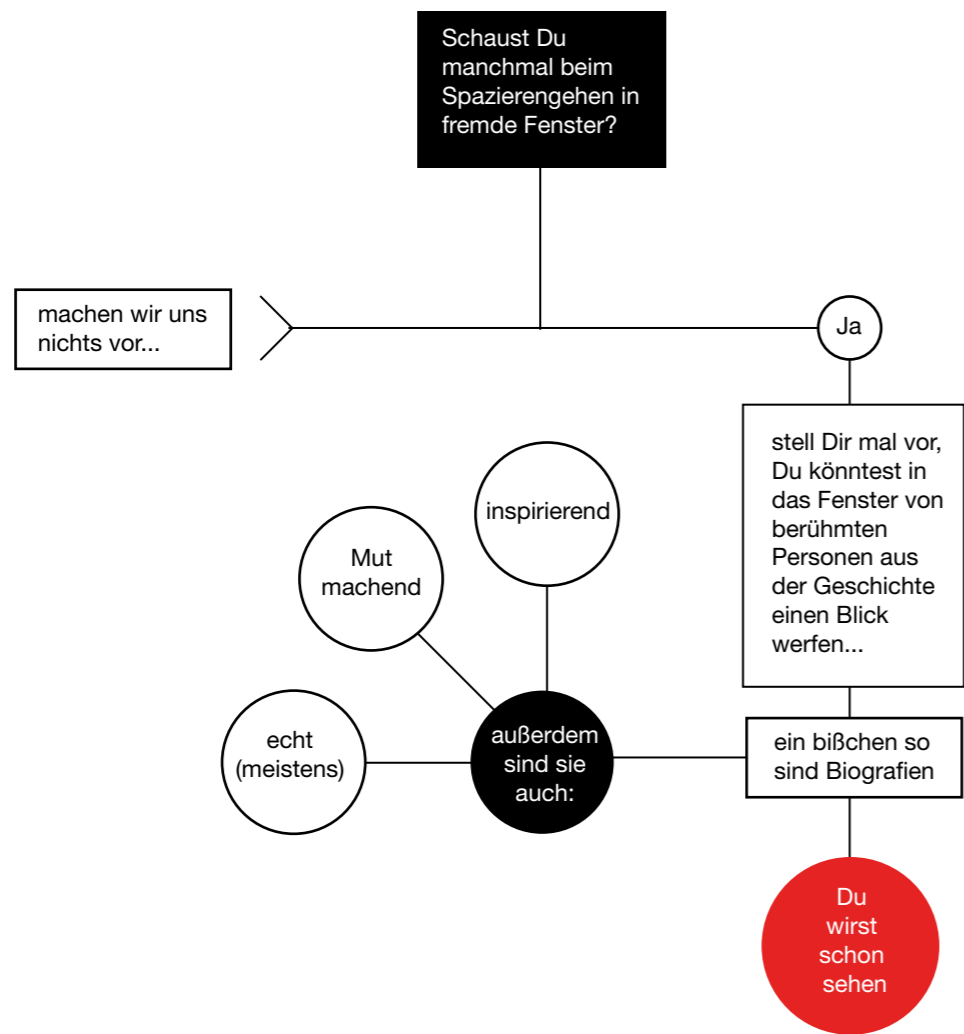 Schaust Du
manchmal beim
Spazierengehen in
fremde Fenster?
machen wir uns
nichts vor...
Ja
stell Dir mal vor,
Du könntest in
das Fenster von
berühmten
Personen aus
der Geschichte
einen Blick
werfen...
ein bißchen so
sind Biografien
außerdem
sind sie
auch:
inspirierend
Mut
machend
echt
(meistens)
Du
wirst
schon
sehen